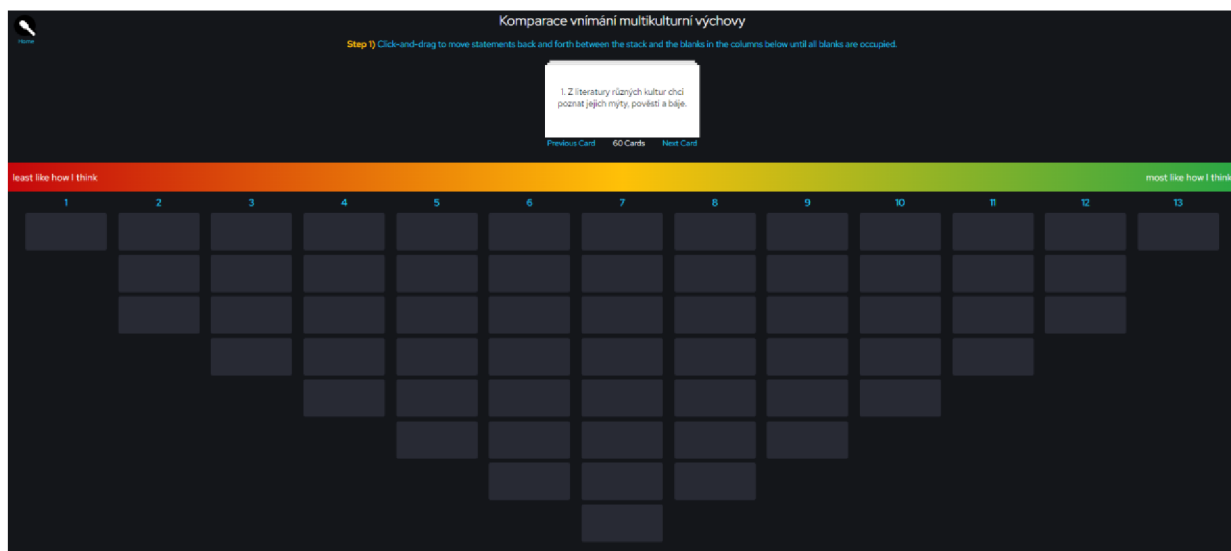 Komparace vnímání multikulturní výchovy
Home
Step 1) Click-and-drag to move statements back and forth between the stack and the blanks in the columns below until all blanks are occupied.
1. Z literatury různých kultur chci
poznat jejich mýty, pověsti a báje.
Previous Card 60 Cards Next Card
least like how I think most like how I think
1 2 3 4 5 6 7 8 9 10 11 12 13